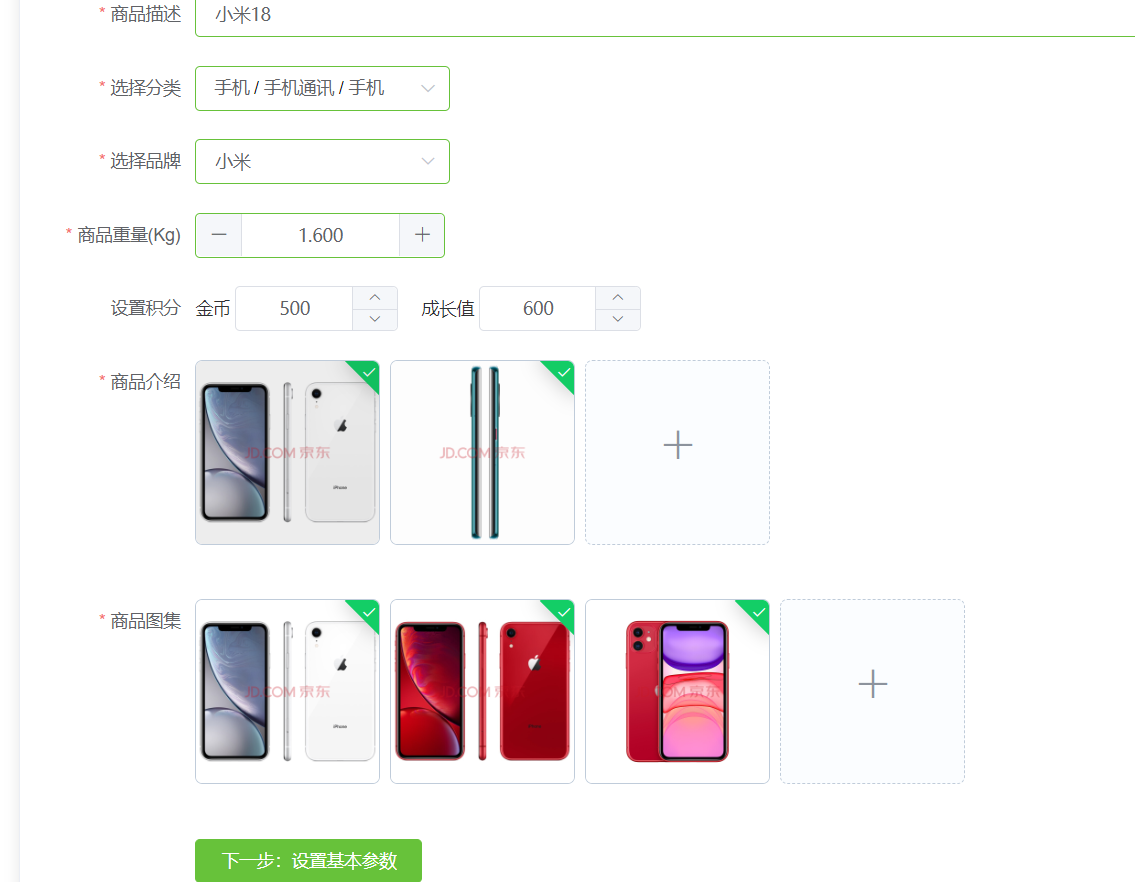 * 商品描述 小米18
* 选择分类 手机 / 手机通讯 / 手机
* 选择品牌 小米
* 商品重量(Kg) 1.600
设置积分 金币 500 成长值 600
* 商品介绍
JD.COM 京东
JD.COM 京东
iPhone
* 商品图集
JD.COM 京东
JD.COM 京东
JD.COM 京东
iPhone
下一步：设置基本参数